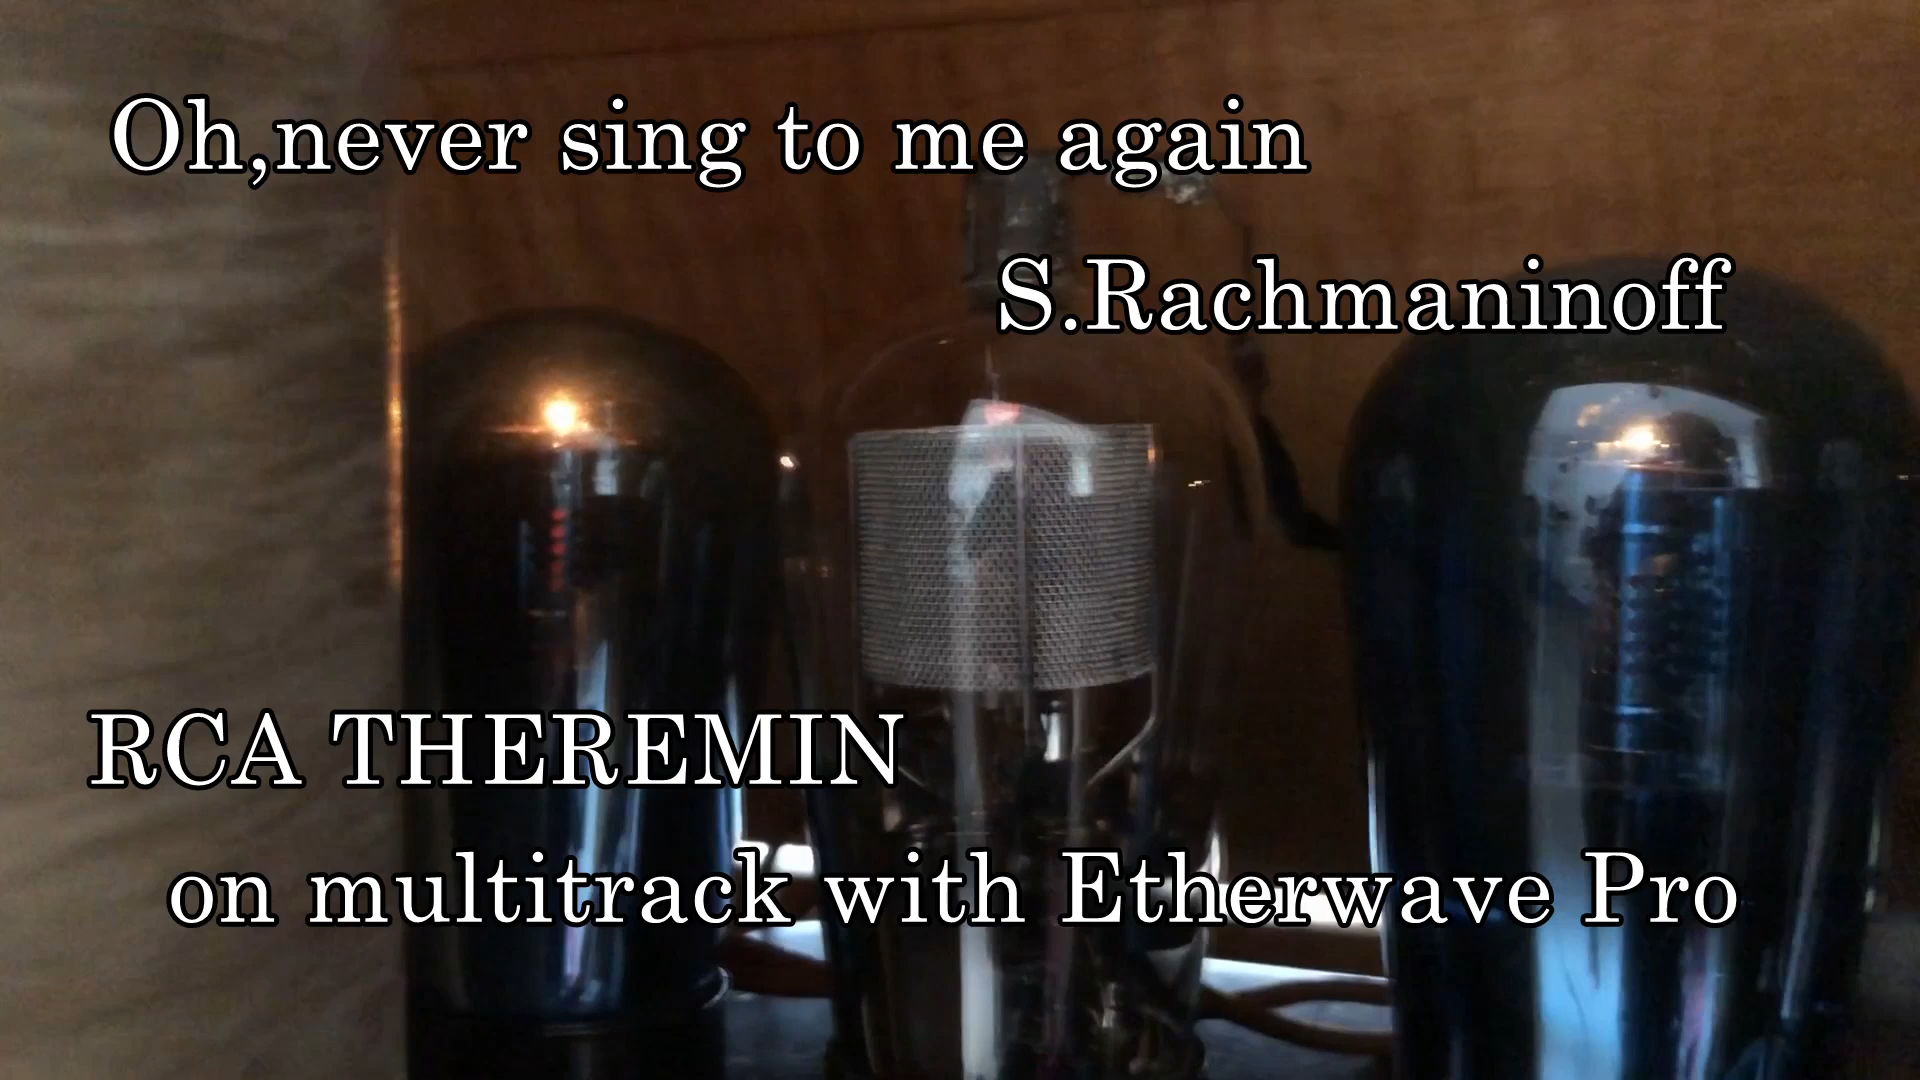 Oh,never sing to me again
S.Rachmaninoff
RCA THEREMIN
on multitrack with Etherwave Pro